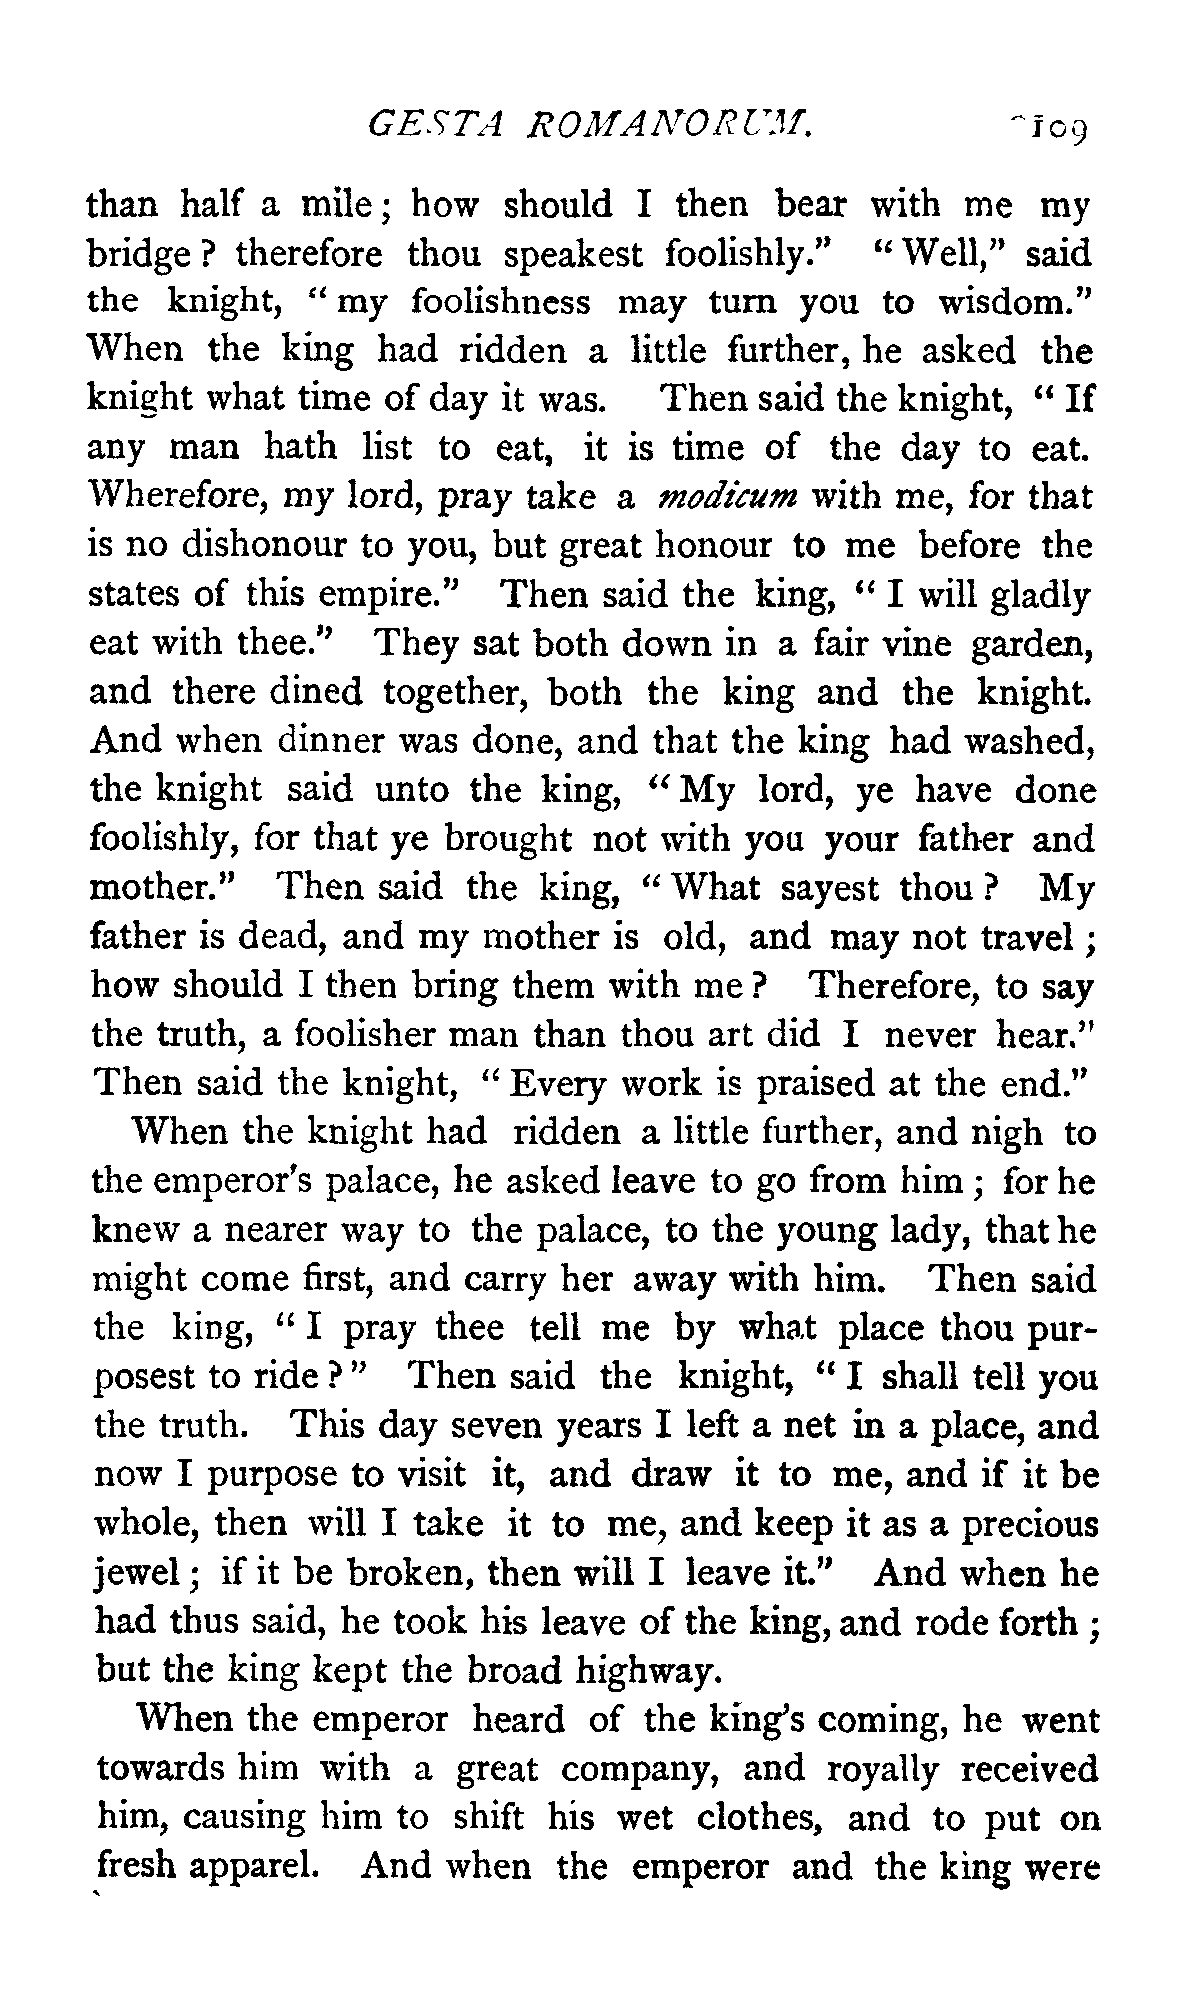 GESTA ROMANORUM. 109
than half a mile; how should I then bear with me my
bridge? therefore thou speakest foolishly." "Well," said
the knight, "my foolishness may turn you to wisdom."
When the king had ridden a little further, he asked the
knight what time of day it was. Then said the knight, "If
any man hath list to eat, it is time of the day to eat.
Wherefore, my lord, pray take a modicum with me, for that
is no dishonour to you, but great honour to me before the
states of this empire." Then said the king, "I will gladly
eat with thee." They sat both down in a fair vine garden,
and there dined together, both the king and the knight.
And when dinner was done, and that the king had washed,
the knight said unto the king, "My lord, ye have done
foolishly, for that ye brought not with you your father and
mother." Then said the king, "What sayest thou? My
father is dead, and my mother is old, and may not travel;
how should I then bring them with me? Therefore, to say
the truth, a foolisher man than thou art did I never hear."
Then said the knight, "Every work is praised at the end."
When the knight had ridden a little further, and nigh to
the emperor's palace, he asked leave to go from him; for he
knew a nearer way to the palace, to the young lady, that he
might come first, and carry her away with him. Then said
the king, "I pray thee tell me by what place thou pur-
posest to ride?" Then said the knight, "I shall tell you
the truth. This day seven years I left a net in a place, and
now I purpose to visit it, and draw it to me, and if it be
whole, then will I take it to me, and keep it as a precious
jewel; if it be broken, then will I leave it." And when he
had thus said, he took his leave of the king, and rode forth;
but the king kept the broad highway.
When the emperor heard of the king's coming, he went
towards him with a great company, and royally received
him, causing him to shift his wet clothes, and to put on
fresh apparel. And when the emperor and the king were